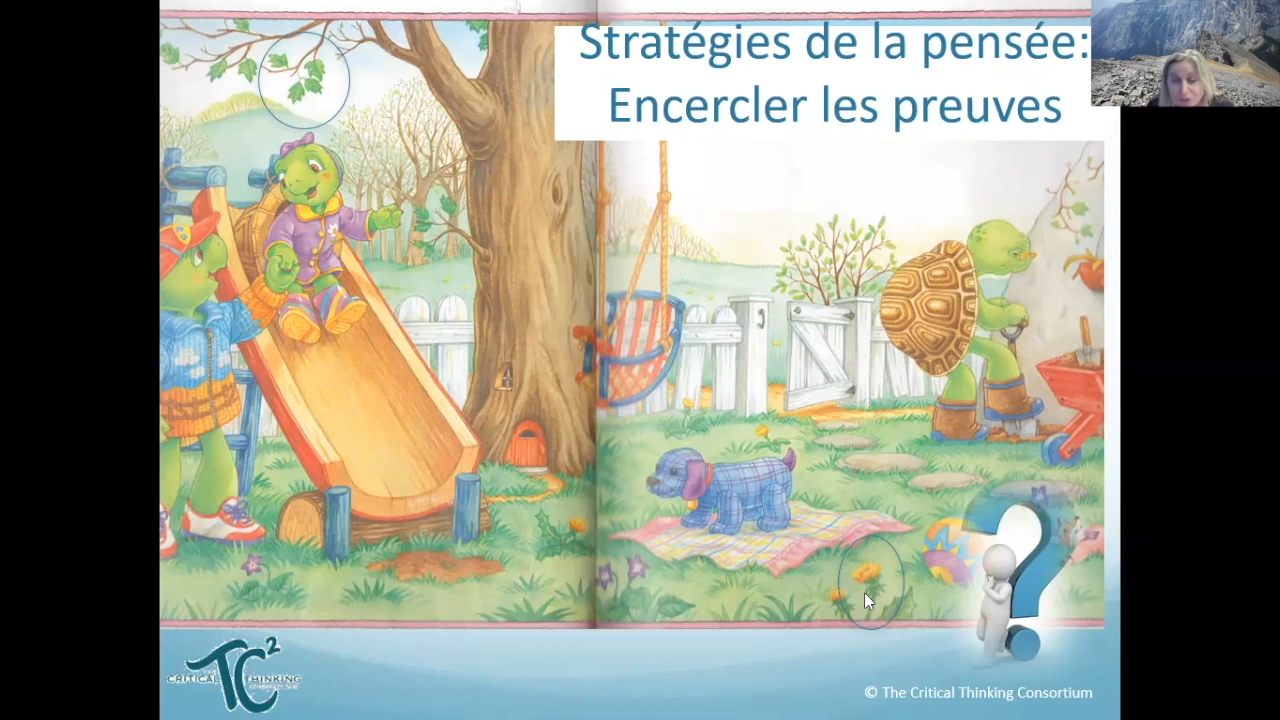 Stratégies de la pensée:
Encercler les preuves
TC²
CRITICAL THINKING
© The Critical Thinking Consortium